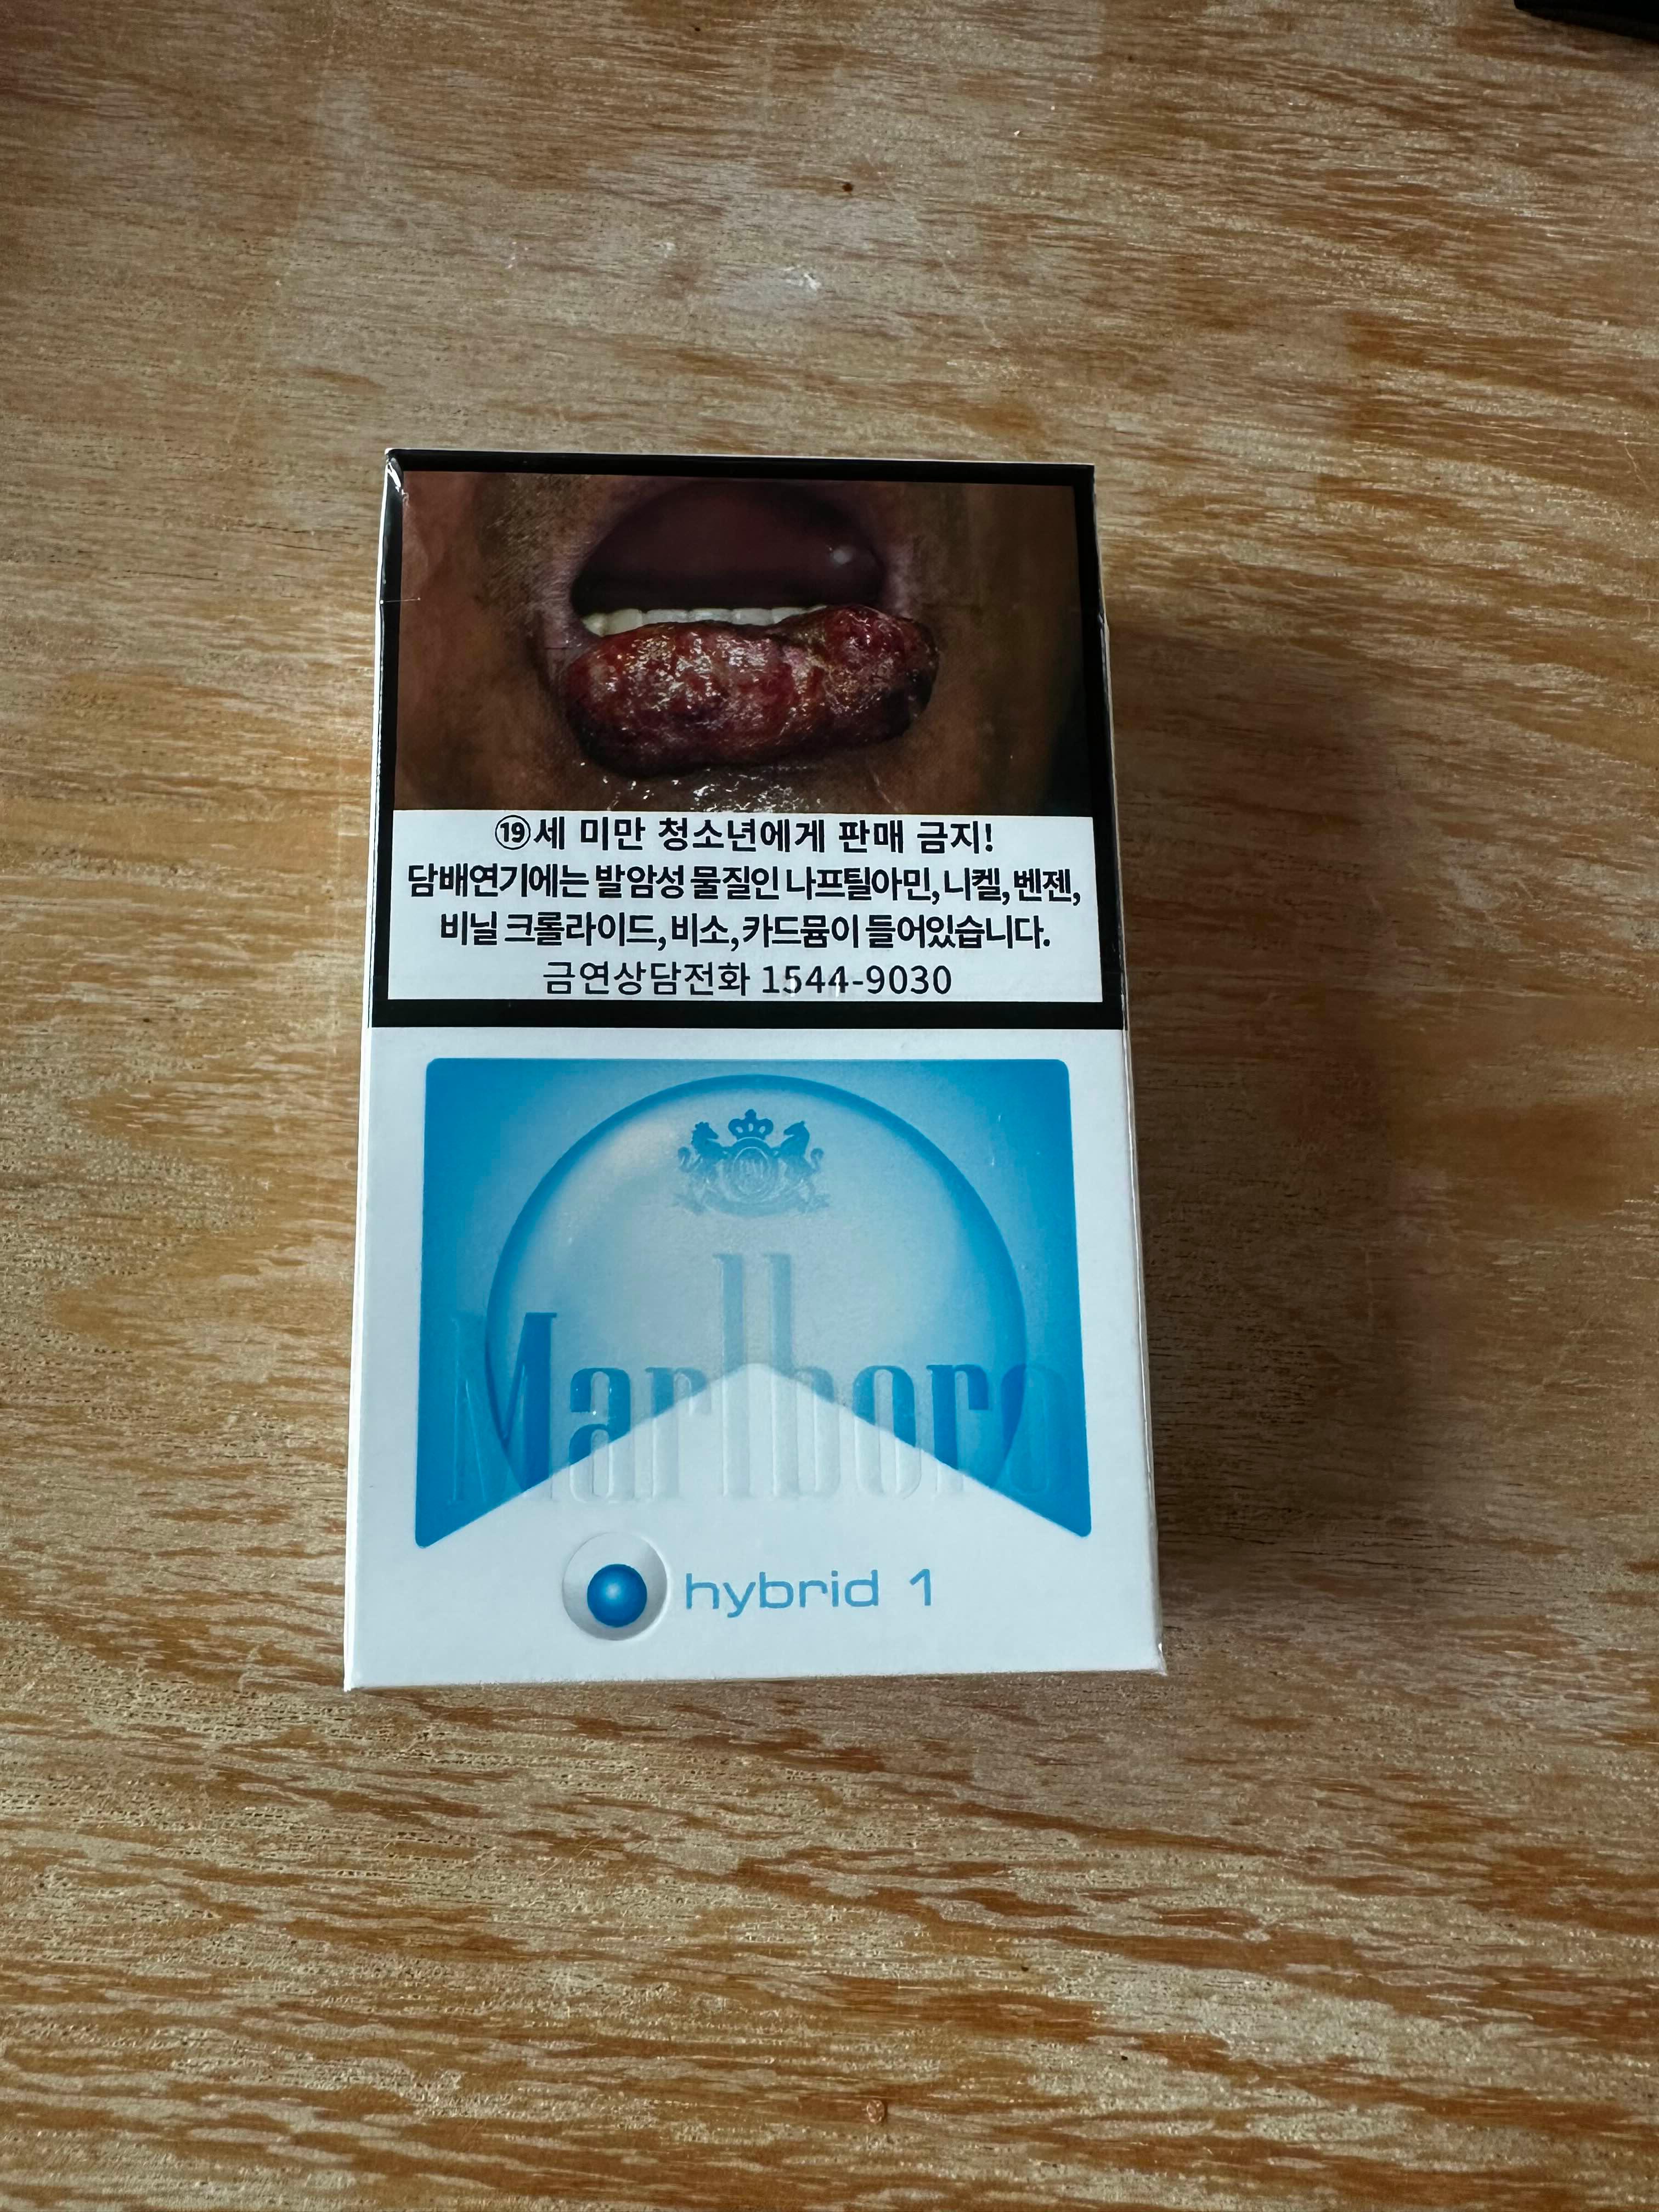 ⑲세 미만 청소년에게 판매 금지!
담배연기에는 발암성 물질인 나프틸아민, 니켈, 벤젠,
비닐 크롤라이드, 비소, 카드뮴이 들어있습니다.
금연상담전화 1544-9030
Marlboro
hybrid 1